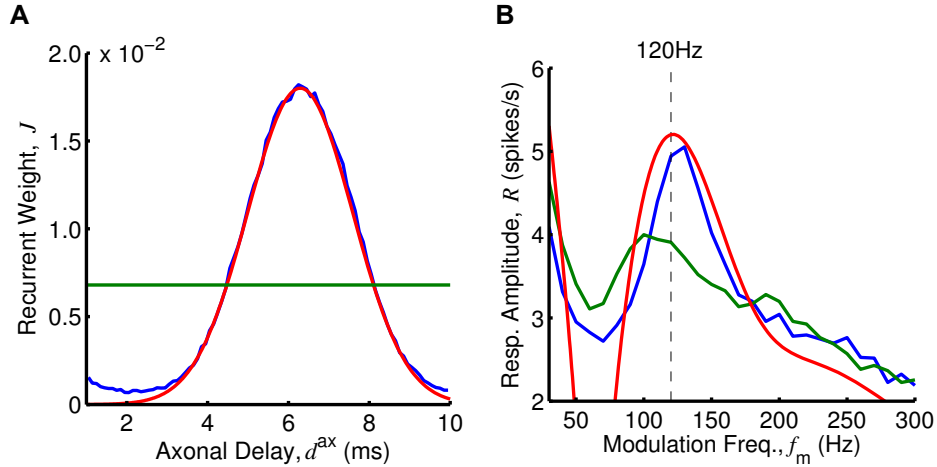 A
x 10⁻²
Recurrent Weight, J
2.0
1.5
1.0
0.5
0
2
4
6
8
10
Axonal Delay, dᵃˣ (ms)
B
120Hz
Resp. Amplitude, R (spikes/s)
6
5
4
3
2
50
100
150
200
250
300
Modulation Freq., fₘ (Hz)